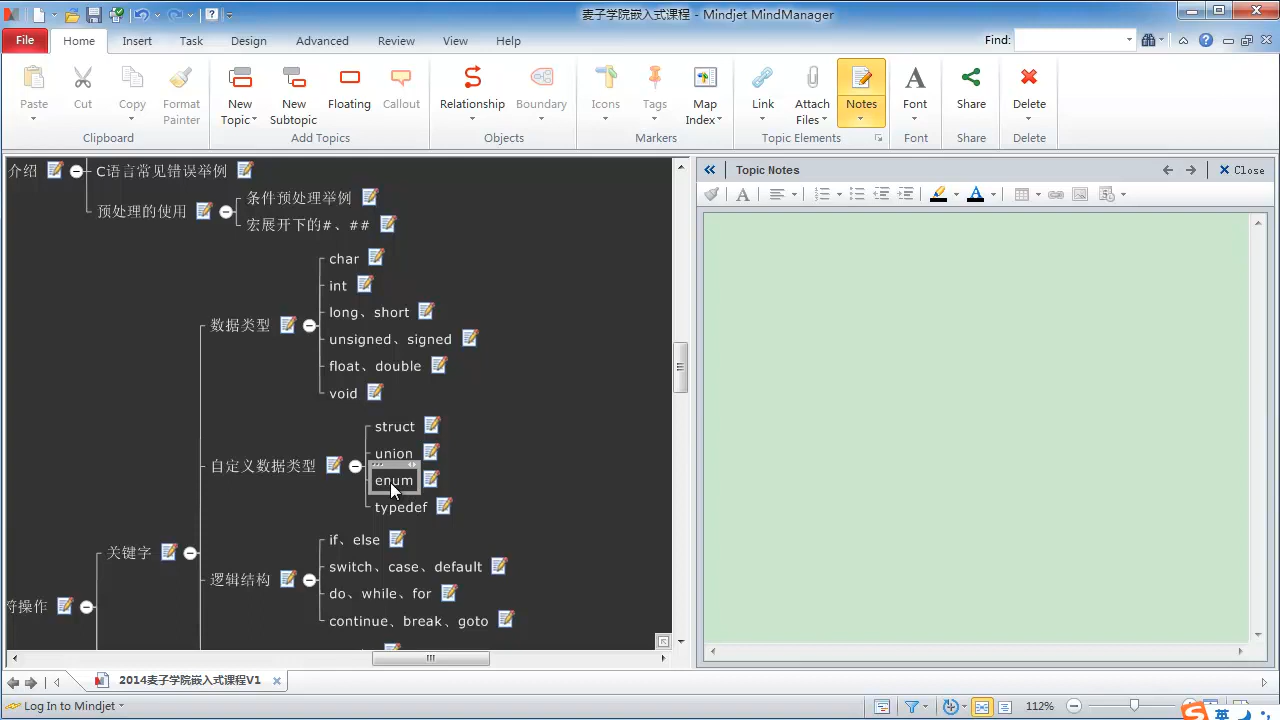 麦子学院嵌入式课程 - Mindjet MindManager
File Home Insert Task Design Advanced Review View Help Find:
Paste Cut Copy Format Painter
Clipboard
New Topic New Subtopic Floating Callout
Add Topics
Relationship Boundary
Objects
Icons Tags Map Index
Markers
Link Attach Files Notes
Topic Elements
Font
Font
Share
Share
Delete
Delete
介绍
C语言常见错误举例
预处理的使用
条件预处理举例
宏展开下的#、##
数据类型
char
int
long、short
unsigned、signed
float、double
void
自定义数据类型
struct
union
enum
typedef
关键字
逻辑结构
if、else
switch、case、default
do、while、for
continue、break、goto
符操作
Topic Notes
Close
2014麦子学院嵌入式课程V1
Log In to Mindjet
112%
英